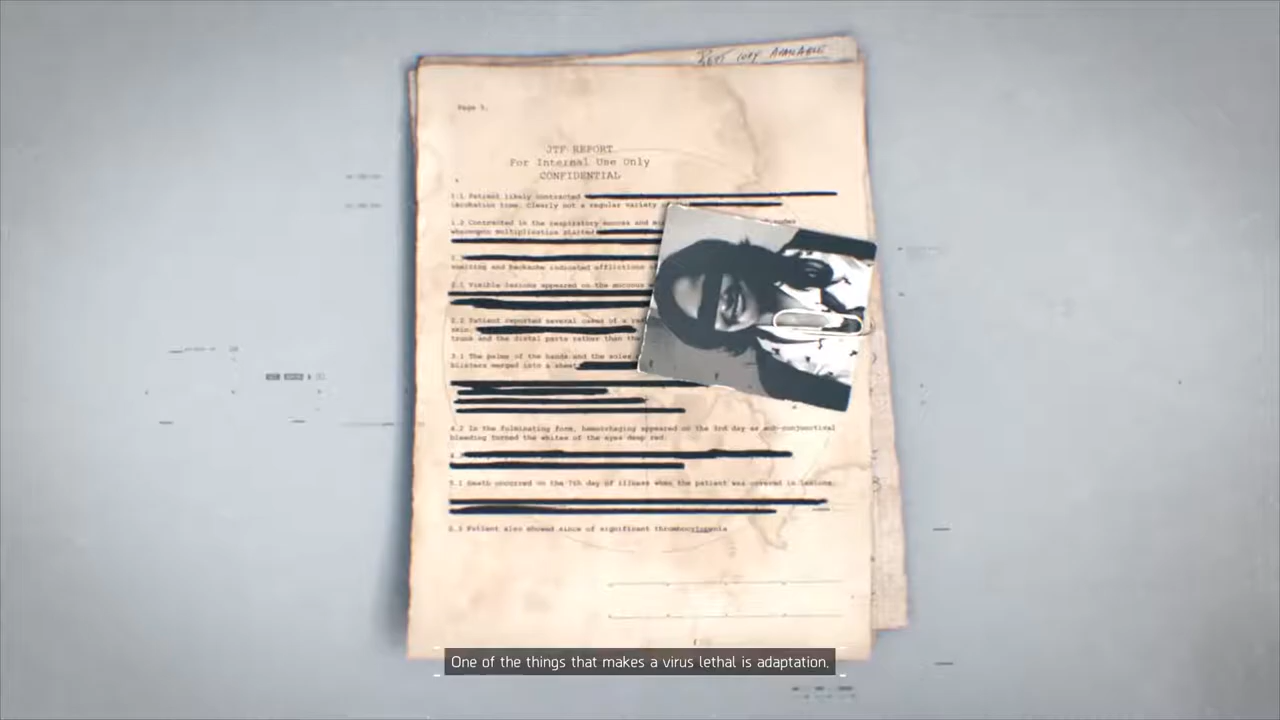 BEST COPY AVAILABLE
Page 5.
JTF REPORT
For Internal Use Only
CONFIDENTIAL
1.1 Patient likely contracted
incubation time. Clearly not a regular variety
1.2 Contracted in the respiratory mucosa and
whereupon multiplication started
vomiting and backache indicated afflictions
2.1 Visible lesions appeared on the mucous
2.2 Patient reported several cases of a
skin.
trunk and the distal parts rather than the
3.1 The palms of the hands and the soles
blisters merged into a sheet
4.2 In the fulminating form, hemorraging appeared on the 3rd day as sub-conjunctival
bleeding turned the whites of the eyes deep red.
5.1 Death occurred on the 7th day of illness when the patient was covered in lesions.
Patient also showed since of significant thrombocytopenia
One of the things that makes a virus lethal is adaptation.